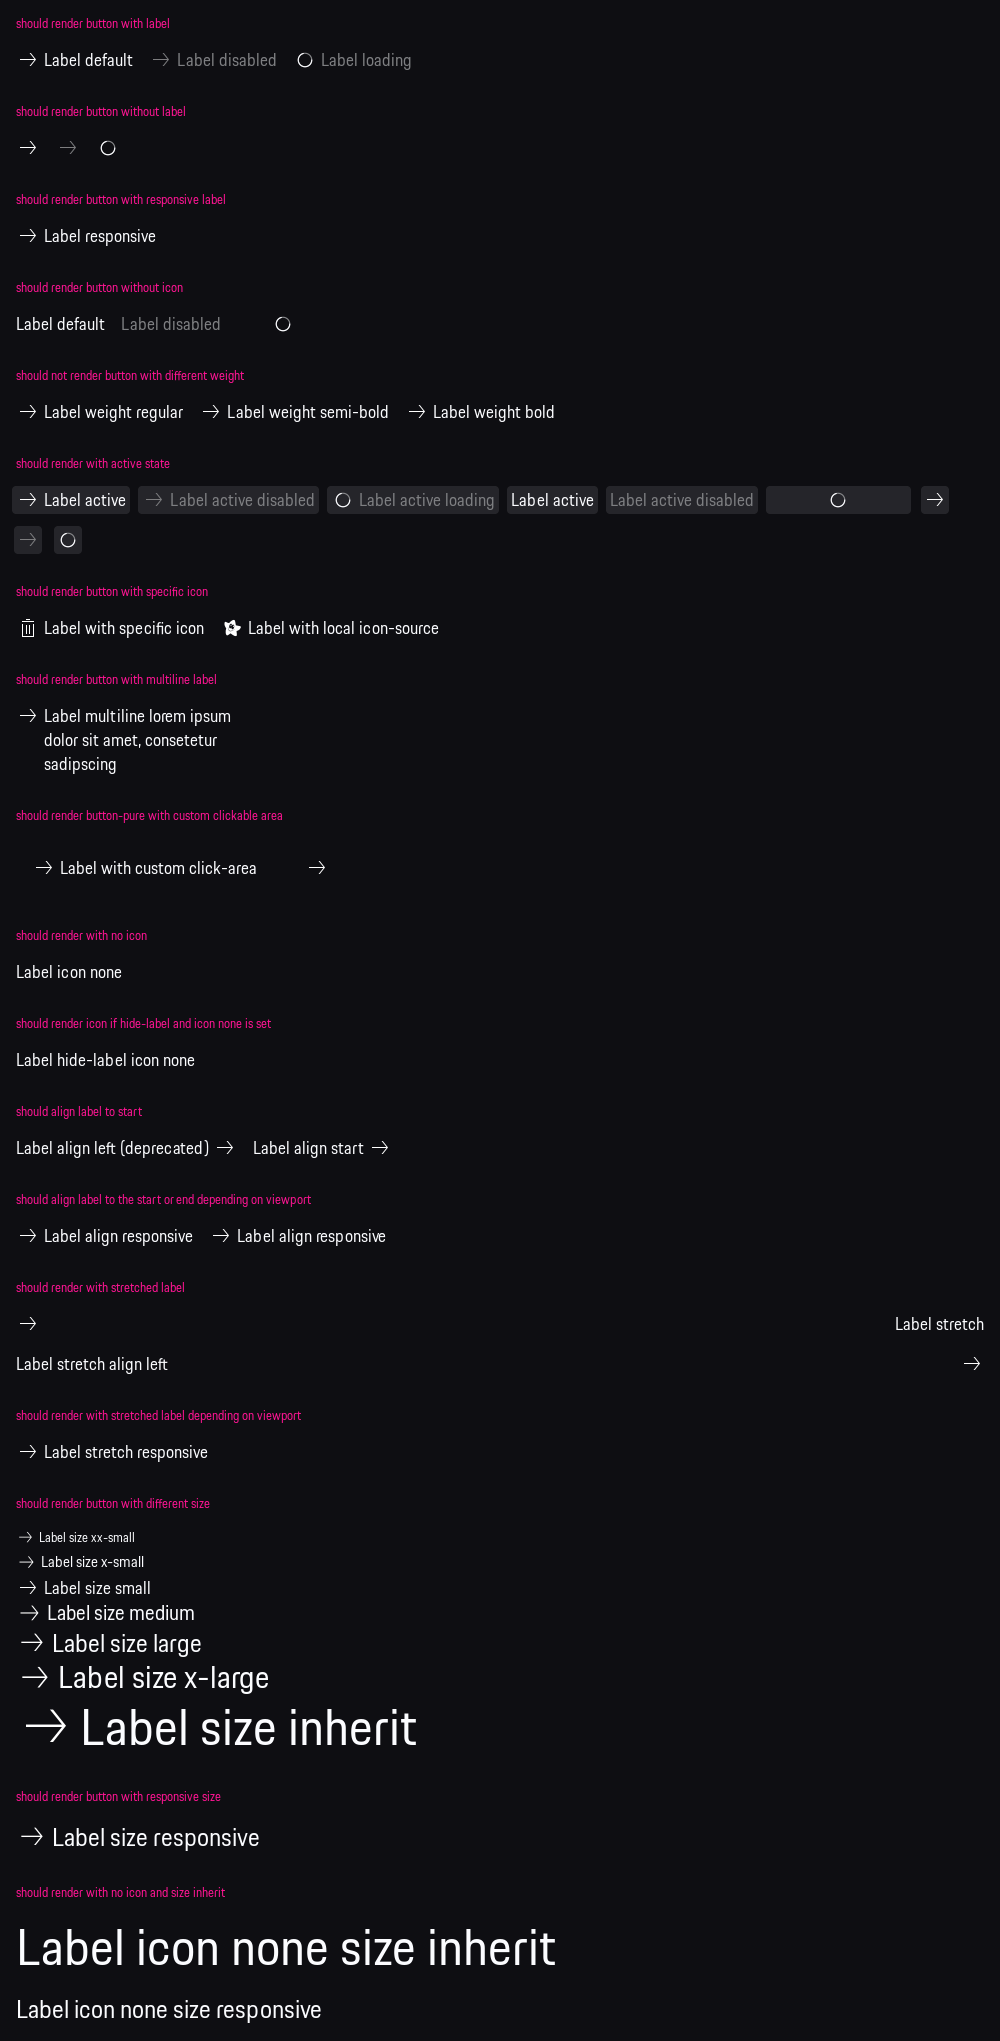 should render button with label
Label default Label disabled Label loading
should render button without label
should render button with responsive label
Label responsive
should render button without icon
Label default Label disabled
should not render button with different weight
Label weight regular Label weight semi-bold Label weight bold
should render with active state
Label active Label active disabled Label active loading Label active Label active disabled
should render button with specific icon
Label with specific icon Label with local icon-source
should render button with multiline label
Label multiline lorem ipsum
dolor sit amet, consetetur
sadipscing
should render button-pure with custom clickable area
Label with custom click-area
should render with no icon
Label icon none
should render icon if hide-label and icon none is set
Label hide-label icon none
should align label to start
Label align left (deprecated) Label align start
should align label to the start or end depending on viewport
Label align responsive Label align responsive
should render with stretched label
Label stretch
Label stretch align left
should render with stretched label depending on viewport
Label stretch responsive
should render button with different size
Label size xx-small
Label size x-small
Label size small
Label size medium
Label size large
Label size x-large
Label size inherit
should render button with responsive size
Label size responsive
should render with no icon and size inherit
Label icon none size inherit
Label icon none size responsive